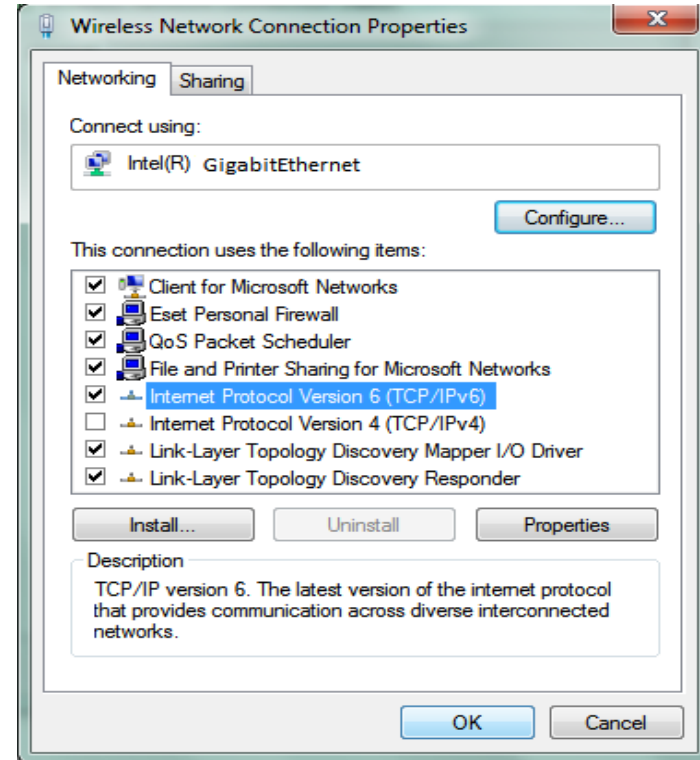 Wireless Network Connection Properties
Networking Sharing
Connect using:
Intel(R) GigabitEthernet
Configure...
This connection uses the following items:
Client for Microsoft Networks
Eset Personal Firewall
QoS Packet Scheduler
File and Printer Sharing for Microsoft Networks
Internet Protocol Version 6 (TCP/IPv6)
Internet Protocol Version 4 (TCP/IPv4)
Link-Layer Topology Discovery Mapper I/O Driver
Link-Layer Topology Discovery Responder
Install... Uninstall Properties
Description
TCP/IP version 6. The latest version of the internet protocol
that provides communication across diverse interconnected
networks.
OK Cancel